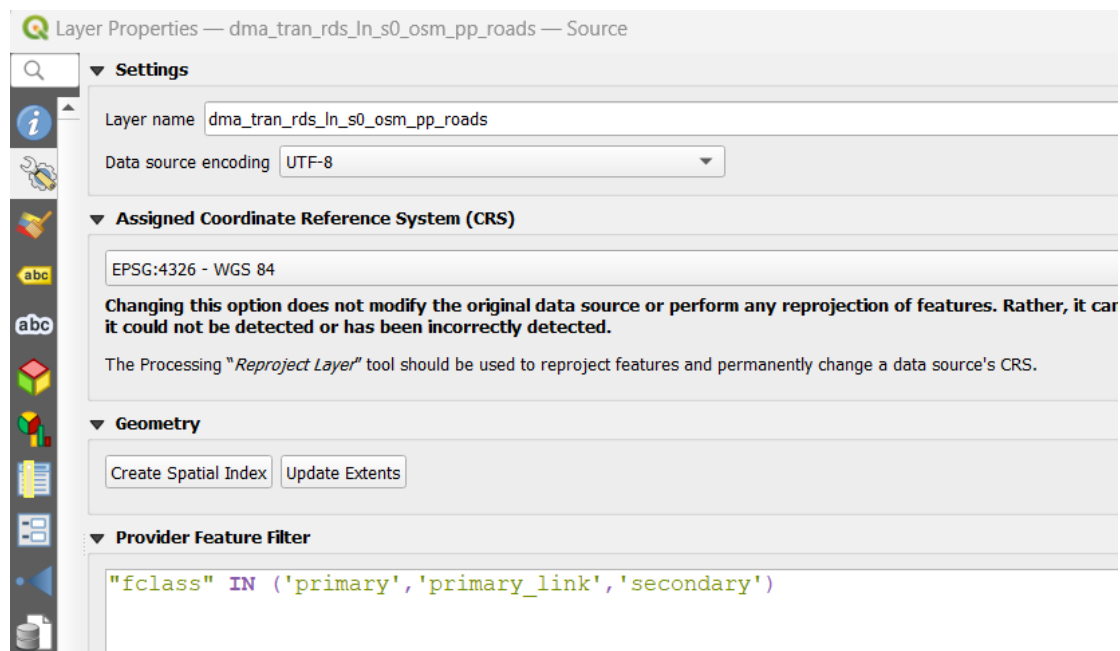 Layer Properties — dma_tran_rds_ln_s0_osm_pp_roads — Source
Settings
Layer name dma_tran_rds_ln_s0_osm_pp_roads
Data source encoding UTF-8
Assigned Coordinate Reference System (CRS)
EPSG:4326 - WGS 84
Changing this option does not modify the original data source or perform any reprojection of features. Rather, it can
it could not be detected or has been incorrectly detected.
The Processing "Reproject Layer" tool should be used to reproject features and permanently change a data source's CRS.
abc
abc
Geometry
Create Spatial Index Update Extents
Provider Feature Filter
"fclass" IN ('primary','primary_link','secondary')